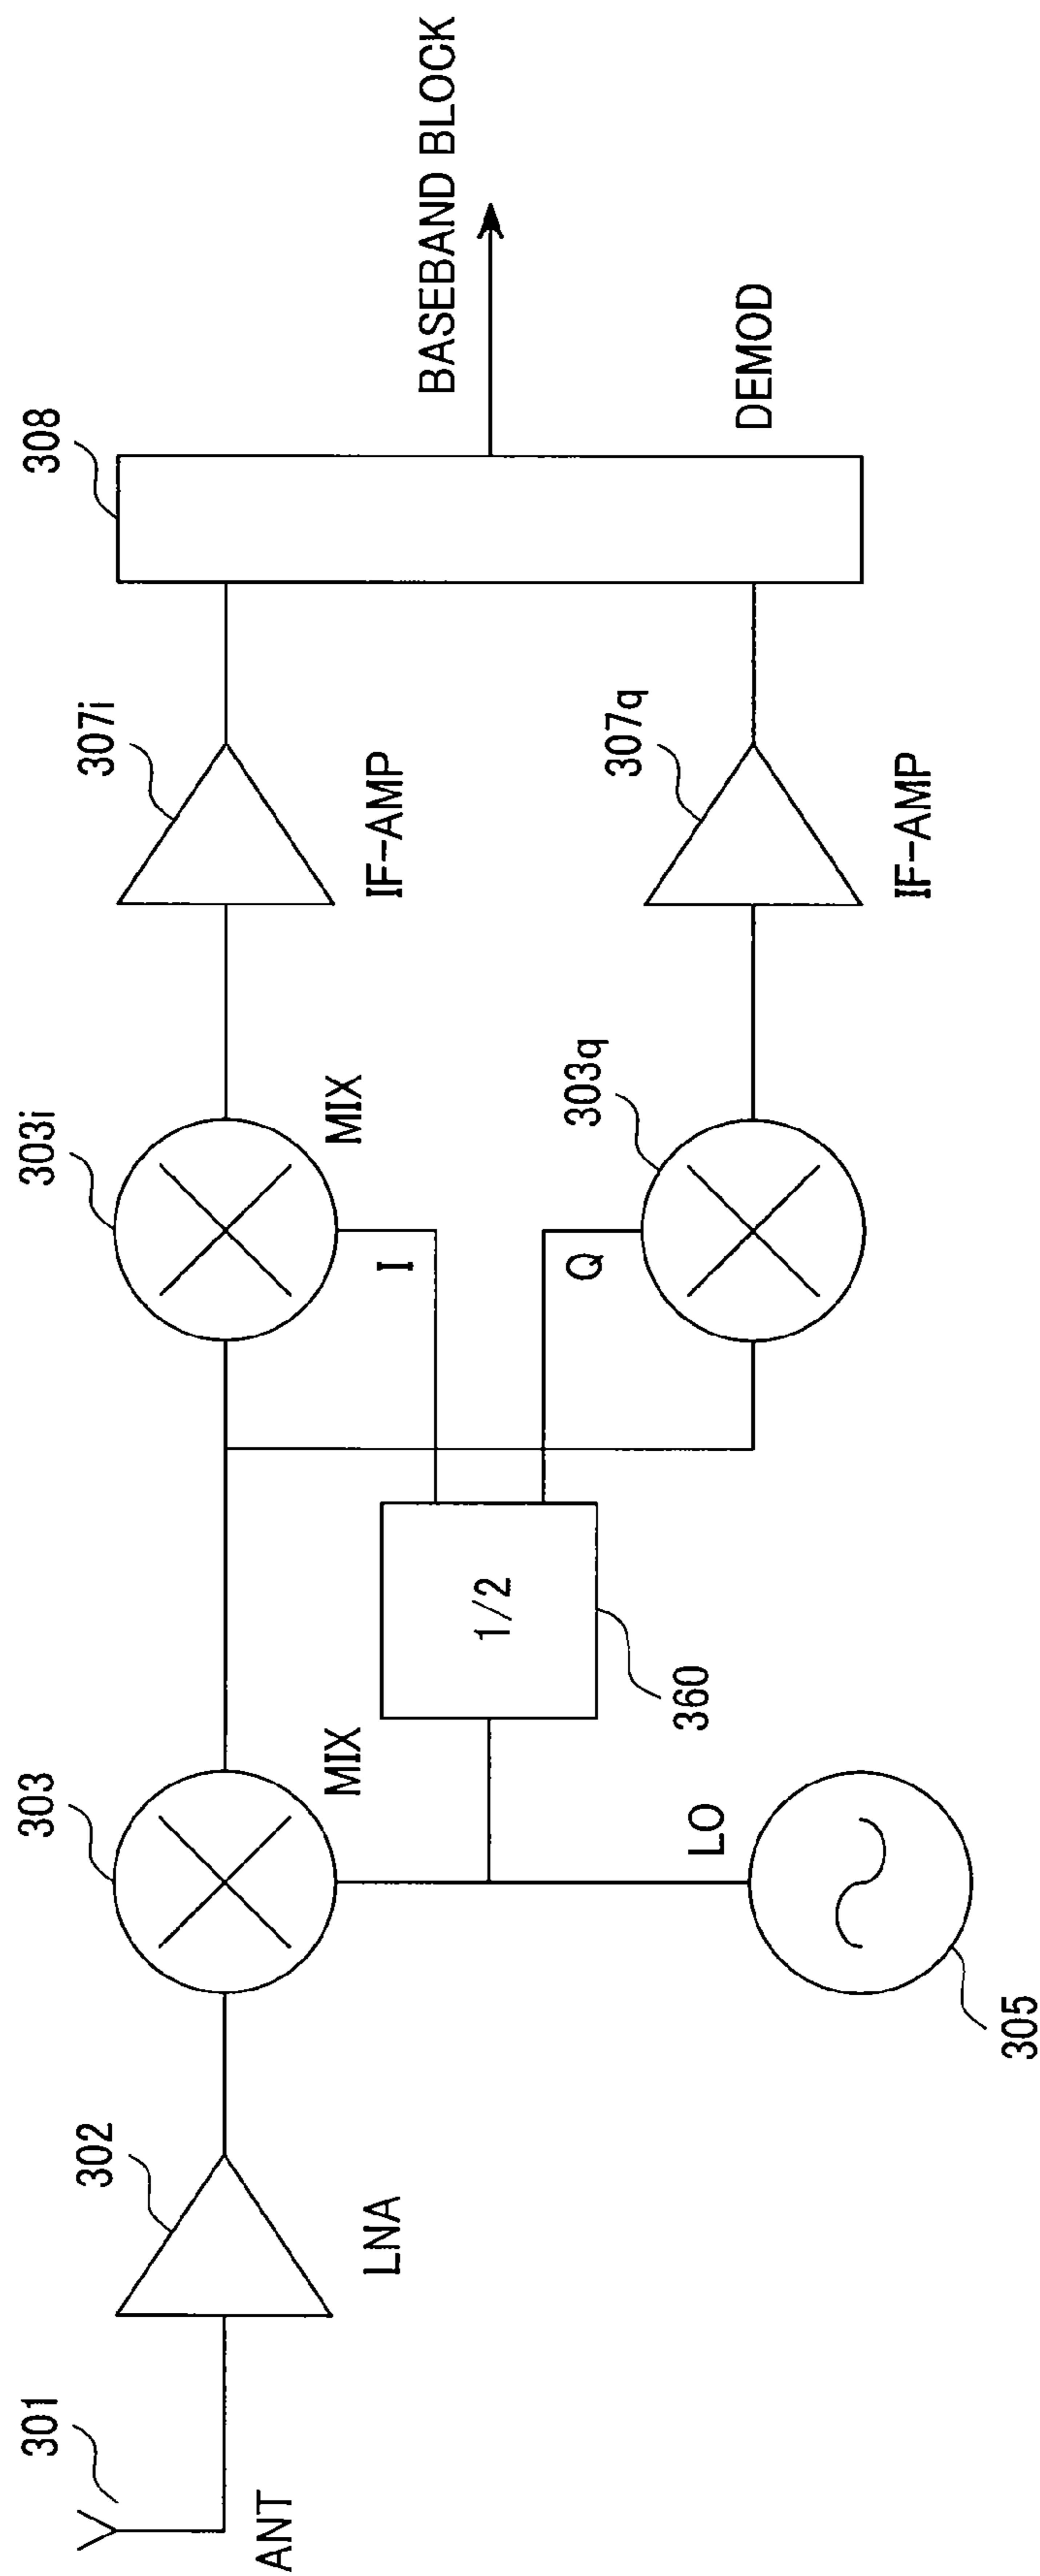 301
ANT
302
LNA
303
MIX
LO
305
1/2
360
303i
MIX
I
Q
303q
307i
IF-AMP
307q
IF-AMP
308
DEMOD
BASEBAND BLOCK